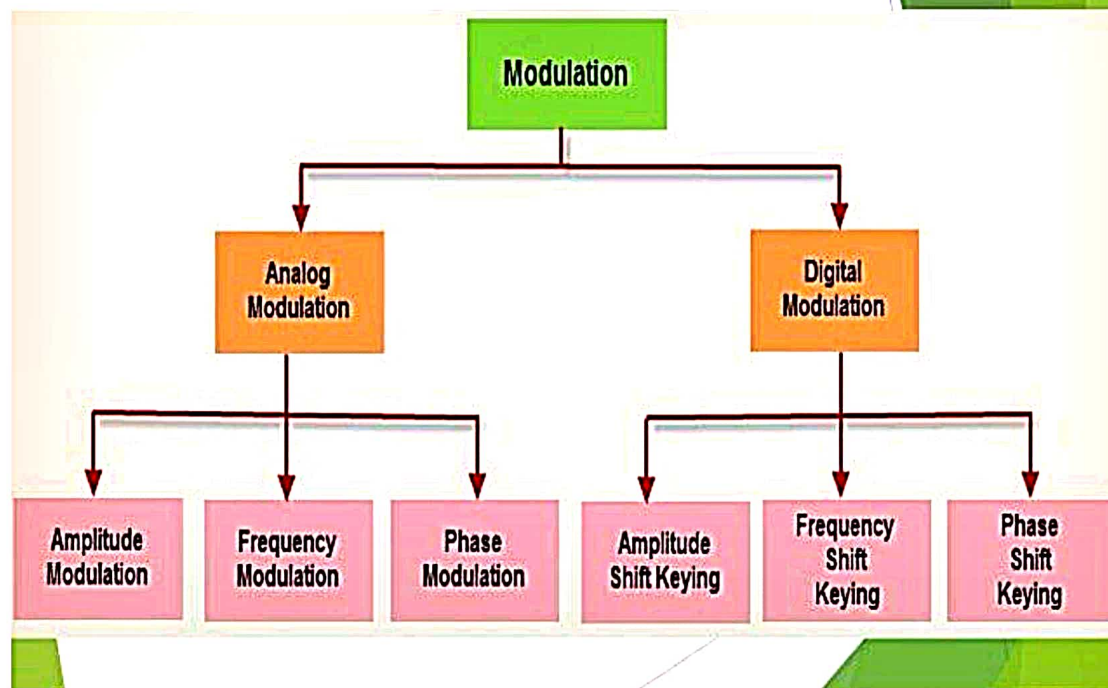 Modulation
Analog
Modulation
Digital
Modulation
Amplitude
Modulation
Frequency
Modulation
Phase
Modulation
Amplitude
Shift Keying
Frequency
Shift
Keying
Phase
Shift
Keying